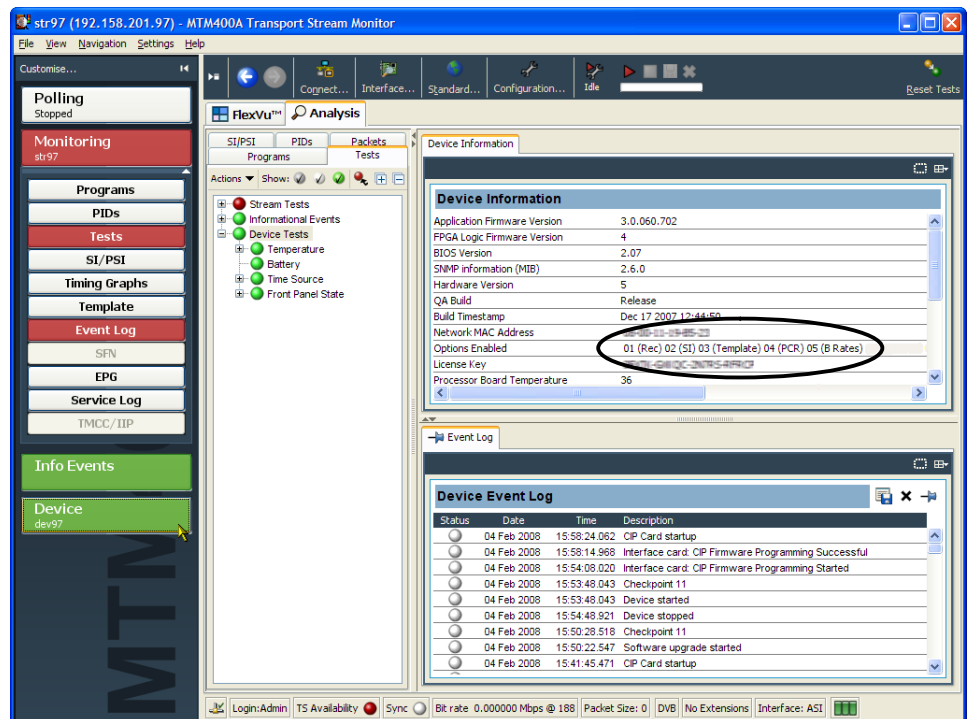 str97 (192.158.201.97) - MTM400A Transport Stream Monitor
File View Navigation Settings Help
Customise...
Polling
Stopped
Monitoring
str97
Programs
PIDs
Tests
SI/PSI
Timing Graphs
Template
Event Log
SFN
EPG
Service Log
TMCC/IIP
Info Events
Device
dev97
Connect... Interface... Standard... Configuration... Idle Reset Tests
FlexVu™ Analysis
SI/PSI PIDs Packets
Programs Tests
Actions Show:
Stream Tests
Informational Events
Device Tests
Temperature
Battery
Time Source
Front Panel State
Device Information
Device Information
Application Firmware Version 3.0.060.702
FPGA Logic Firmware Version 4
BIOS Version 2.07
SNMP information (MIB) 2.6.0
Hardware Version 5
QA Build Release
Build Timestamp Dec 17 2007 12:44:50
Network MAC Address
Options Enabled 01 (Rec) 02 (SI) 03 (Template) 04 (PCR) 05 (B Rates)
License Key
Processor Board Temperature 36
Event Log
Device Event Log
Status Date Time Description
04 Feb 2008 15:58:24.062 CIP Card startup
04 Feb 2008 15:58:14.968 Interface card: CIP Firmware Programming Successful
04 Feb 2008 15:54:08.020 Interface card: CIP Firmware Programming Started
04 Feb 2008 15:53:48.043 Checkpoint 11
04 Feb 2008 15:53:48.043 Device started
04 Feb 2008 15:54:48.921 Device stopped
04 Feb 2008 15:50:28.518 Checkpoint 11
04 Feb 2008 15:50:22.547 Software upgrade started
04 Feb 2008 15:41:45.471 CIP Card startup
Login:Admin TS Availability Sync Bit rate 0.000000 Mbps @ 188 Packet Size: 0 DVB No Extensions Interface: ASI